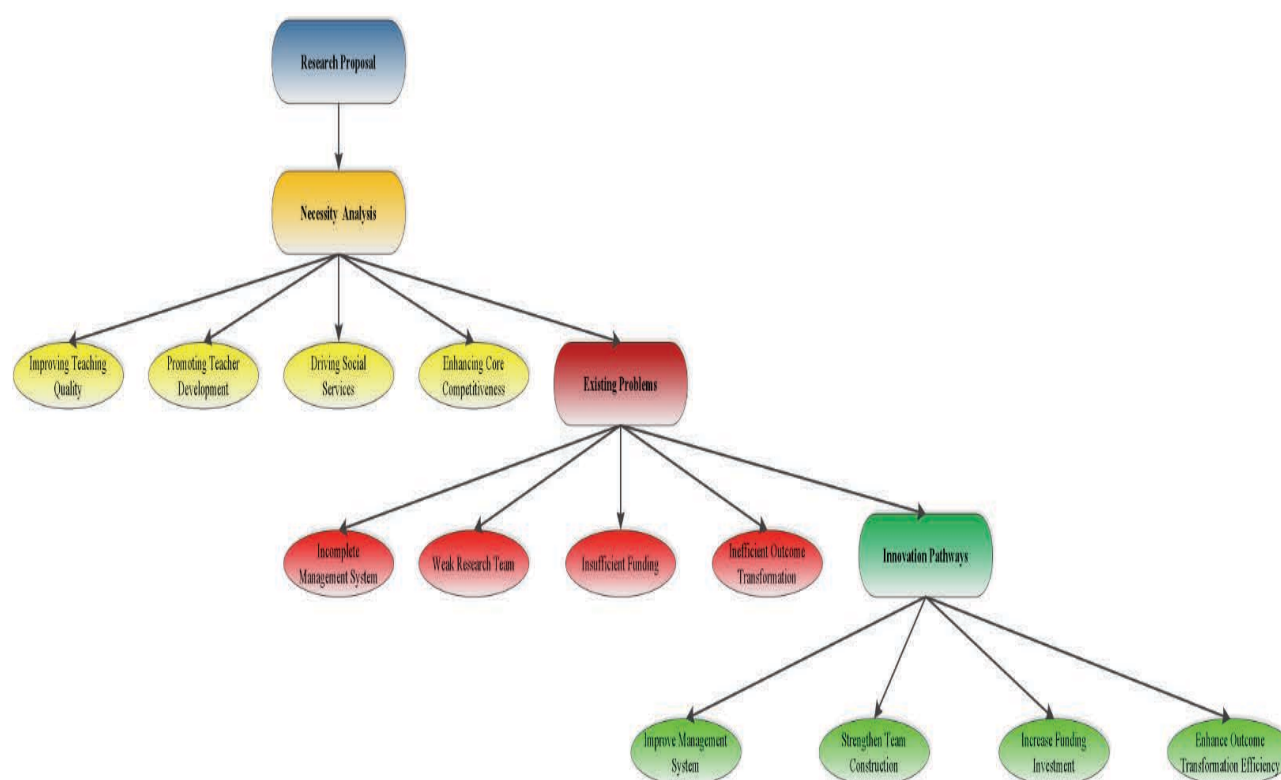 Research Proposal
Necessity Analysis
Improving Teaching
Quality
Promoting Teacher
Development
Driving Social
Services
Enhancing Core
Competitiveness
Existing Problems
Incomplete
Management System
Weak Research Team
Insufficient Funding
Inefficient Outcome
Transformation
Innovation Pathways
Improve Management
System
Strengthen Team
Construction
Increase Funding
Investment
Enhance Outcome
Transformation Efficiency